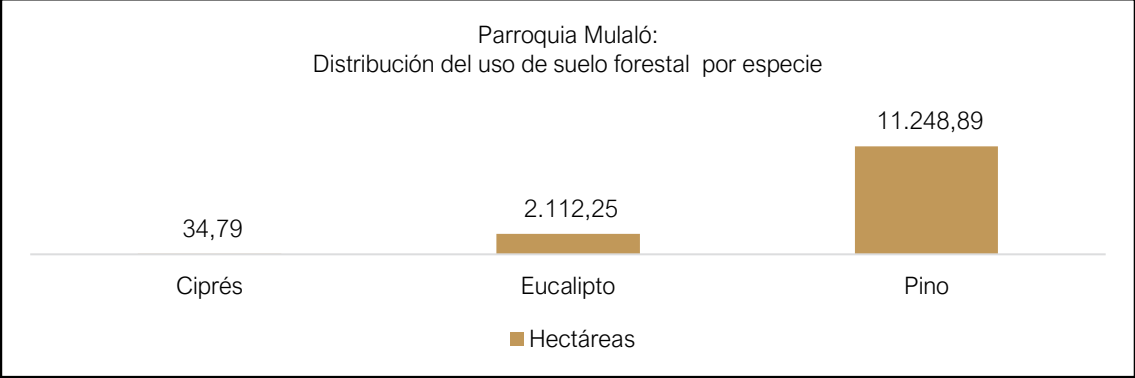 Parroquia Mulaló:
Distribución del uso de suelo forestal por especie
11.248,89
2.112,25
34,79
Ciprés Eucalipto Pino
Hectáreas